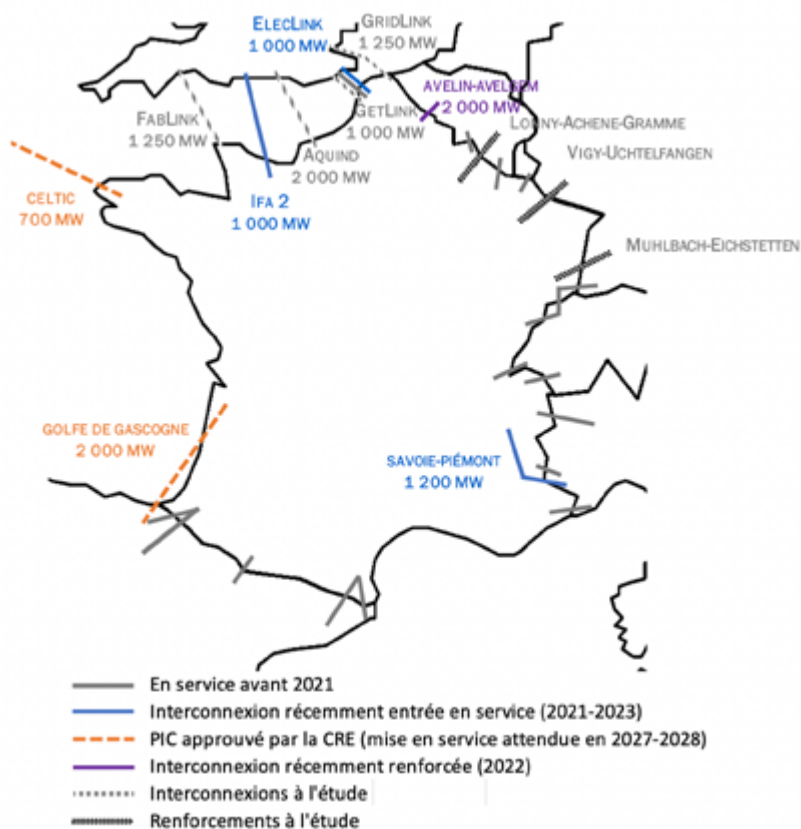 ELECLINK
1 000 MW
GRIDLINK
1 250 MW
AVELIN-AVELGEM
2 000 MW
FABLINK
1 250 MW
GETLINK
1 000 MW
LONNY-ACHENE-GRAMME
AQUIND
2 000 MW
VIGY-UCHTELFANGEN
CELTIC
700 MW
IFA 2
1 000 MW
MUHLBACH-EICHSTETTEN
GOLFE DE GASCOGNE
2 000 MW
SAVOIE-PIÉMONT
1 200 MW
En service avant 2021
Interconnexion récemment entrée en service (2021-2023)
PIC approuvé par la CRE (mise en service attendue en 2027-2028)
Interconnexion récemment renforcée (2022)
Interconnexions à l'étude
Renforcements à l'étude